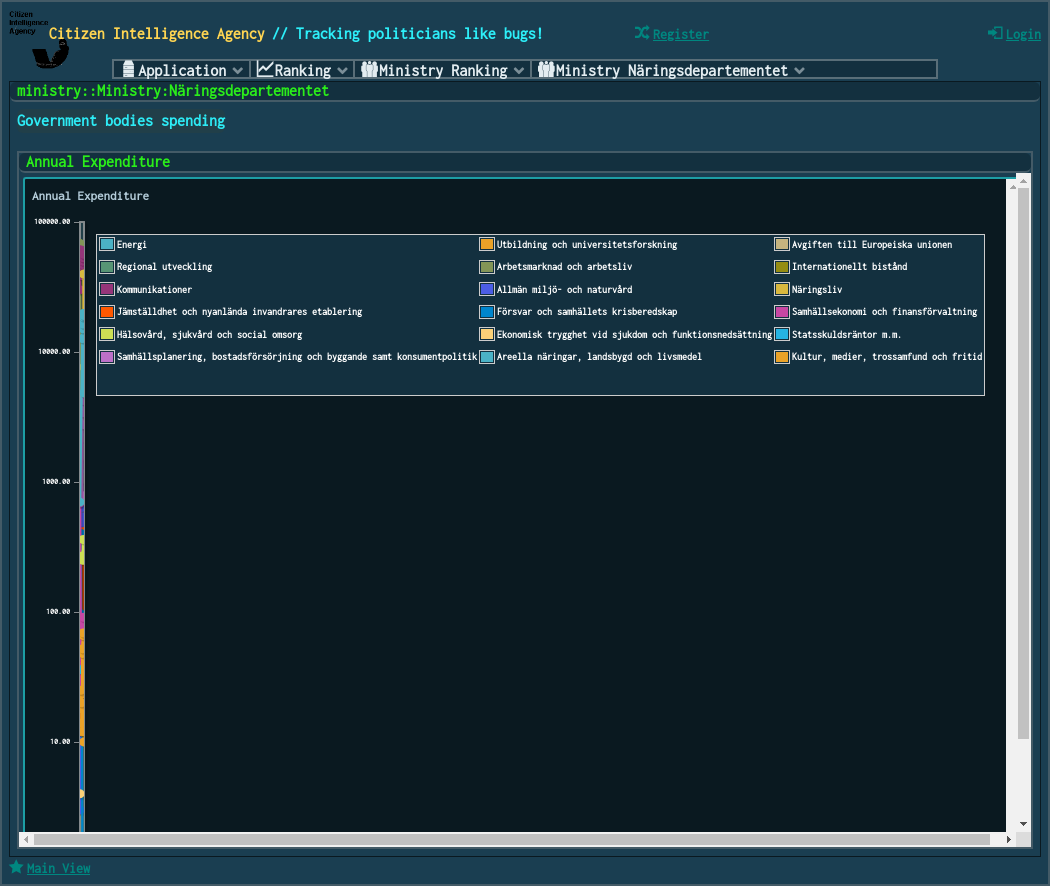 Citizen
Intelligence
Agency
Citizen Intelligence Agency // Tracking politicians like bugs!
Register
Login
Application
Ranking
Ministry Ranking
Ministry Näringsdepartementet
ministry::Ministry:Näringsdepartementet
Government bodies spending
Annual Expenditure
Annual Expenditure
100000.00
Energi
Utbildning och universitetsforskning
Avgiften till Europeiska unionen
Regional utveckling
Arbetsmarknad och arbetsliv
Internationellt bistånd
Kommunikationer
Allmän miljö- och naturvård
Näringsliv
Jämställdhet och nyanlända invandrares etablering
Försvar och samhällets krisberedskap
Samhällsekonomi och finansförvaltning
Hälsovård, sjukvård och social omsorg
Ekonomisk trygghet vid sjukdom och funktionsnedsättning
Statsskuldsräntor m.m.
10000.00
Samhällsplanering, bostadsförsörjning och byggande samt konsumentpolitik
Areella näringar, landsbygd och livsmedel
Kultur, medier, trossamfund och fritid
1000.00
100.00
10.00
Main View